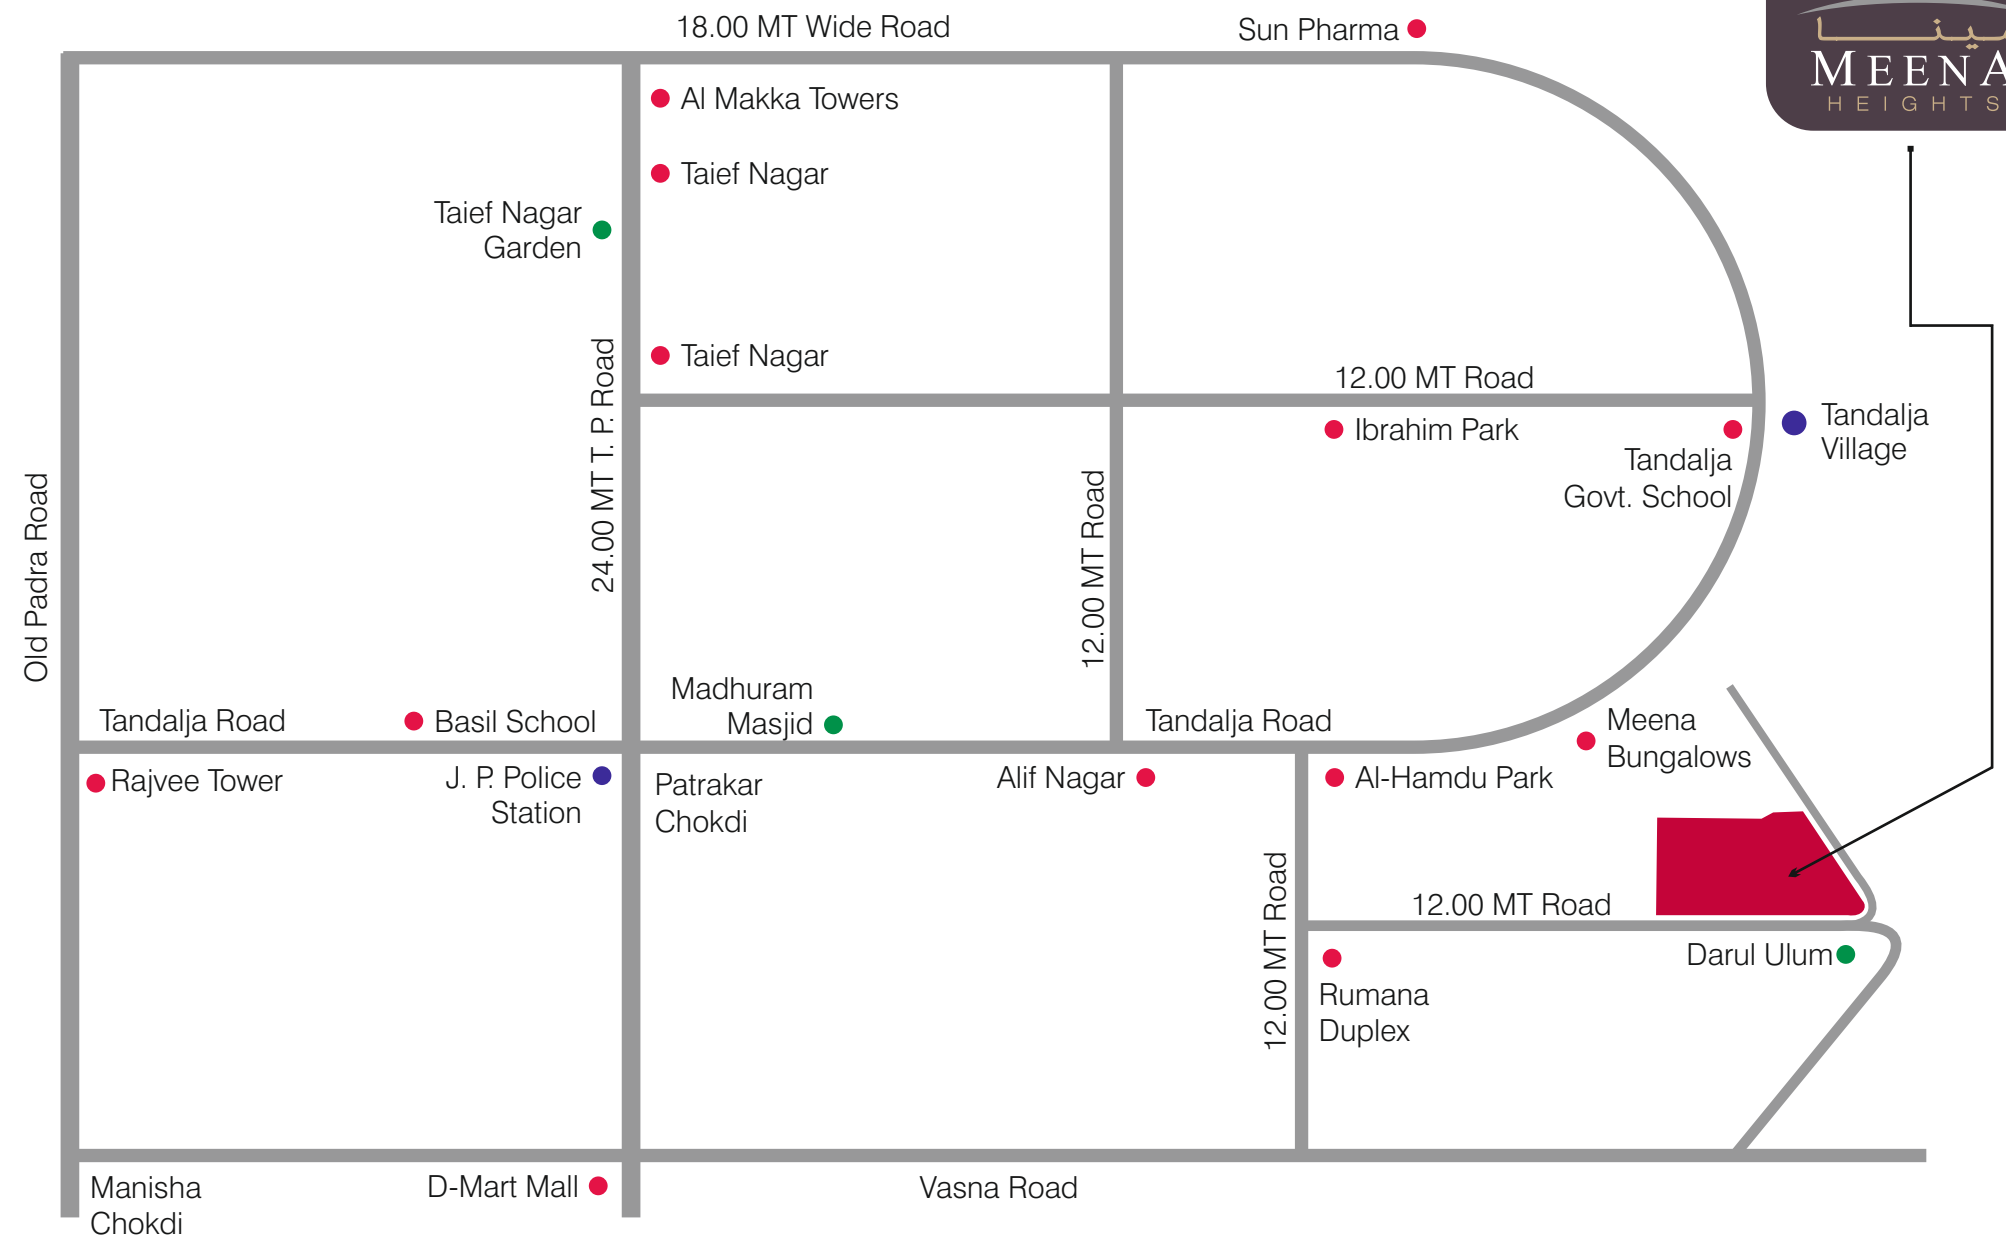 18.00 MT Wide Road
Sun Pharma
MEENA
HEIGHTS
Al Makka Towers
Taief Nagar
Taief Nagar
Garden
Taief Nagar
24.00 MT T. P. Road
12.00 MT Road
Ibrahim Park
Tandalja
Village
Tandalja
Govt. School
Old Padra Road
12.00 MT Road
Madhuram
Masjid
Tandalja Road
Basil School
Tandalja Road
Meena
Bungalows
Rajvee Tower
J. P. Police
Station
Patrakar
Chokdi
Alif Nagar
Al-Hamdu Park
12.00 MT Road
12.00 MT Road
Darul Ulum
Rumana
Duplex
Manisha
Chokdi
D-Mart Mall
Vasna Road